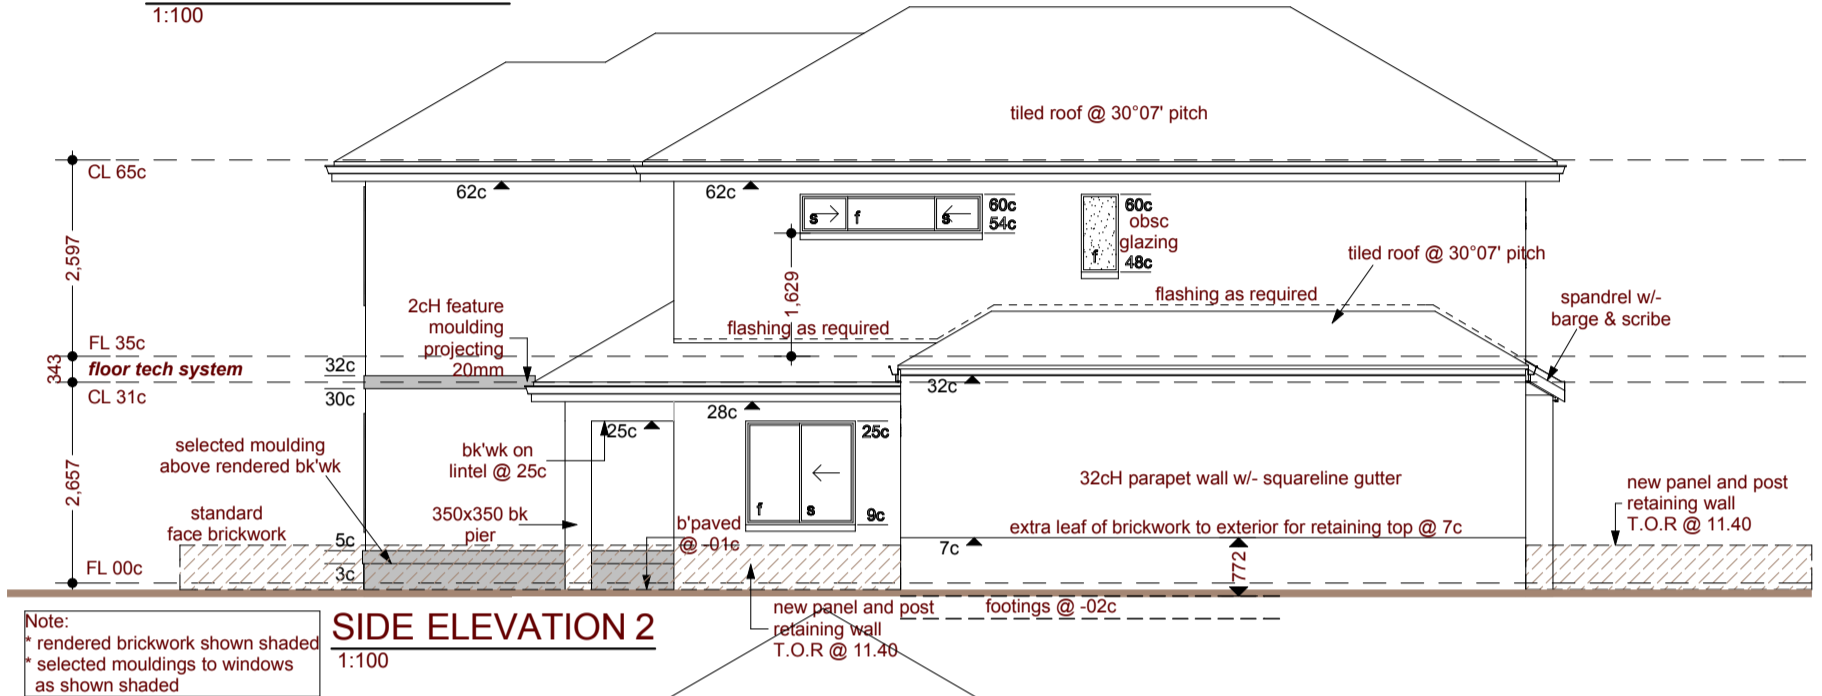 1:100
tiled roof @ 30°07' pitch
CL 65c
62c
62c
s
f
s
60c
54c
60c
obsc
glazing
f
48c
2,597
1,629
tiled roof @ 30°07' pitch
2cH feature
moulding
projecting
20mm
flashing as required
flashing as required
spandrel w/-
barge & scribe
FL 35c
343
floor tech system
32c
CL 31c
30c
32c
28c
25c
25c
selected moulding
above rendered bk'wk
bk'wk on
lintel @ 25c
2,657
32cH parapet wall w/- squareline gutter
new panel and post
retaining wall
T.O.R @ 11.40
standard
face brickwork
350x350 bk
pier
f
s
9c
b'paved
@ -01c
extra leaf of brickwork to exterior for retaining top @ 7c
5c
7c
3c
772
FL 00c
Note:
* rendered brickwork shown shaded
* selected mouldings to windows
as shown shaded
SIDE ELEVATION 2
1:100
new panel and post
retaining wall
T.O.R @ 11.40
footings @ -02c